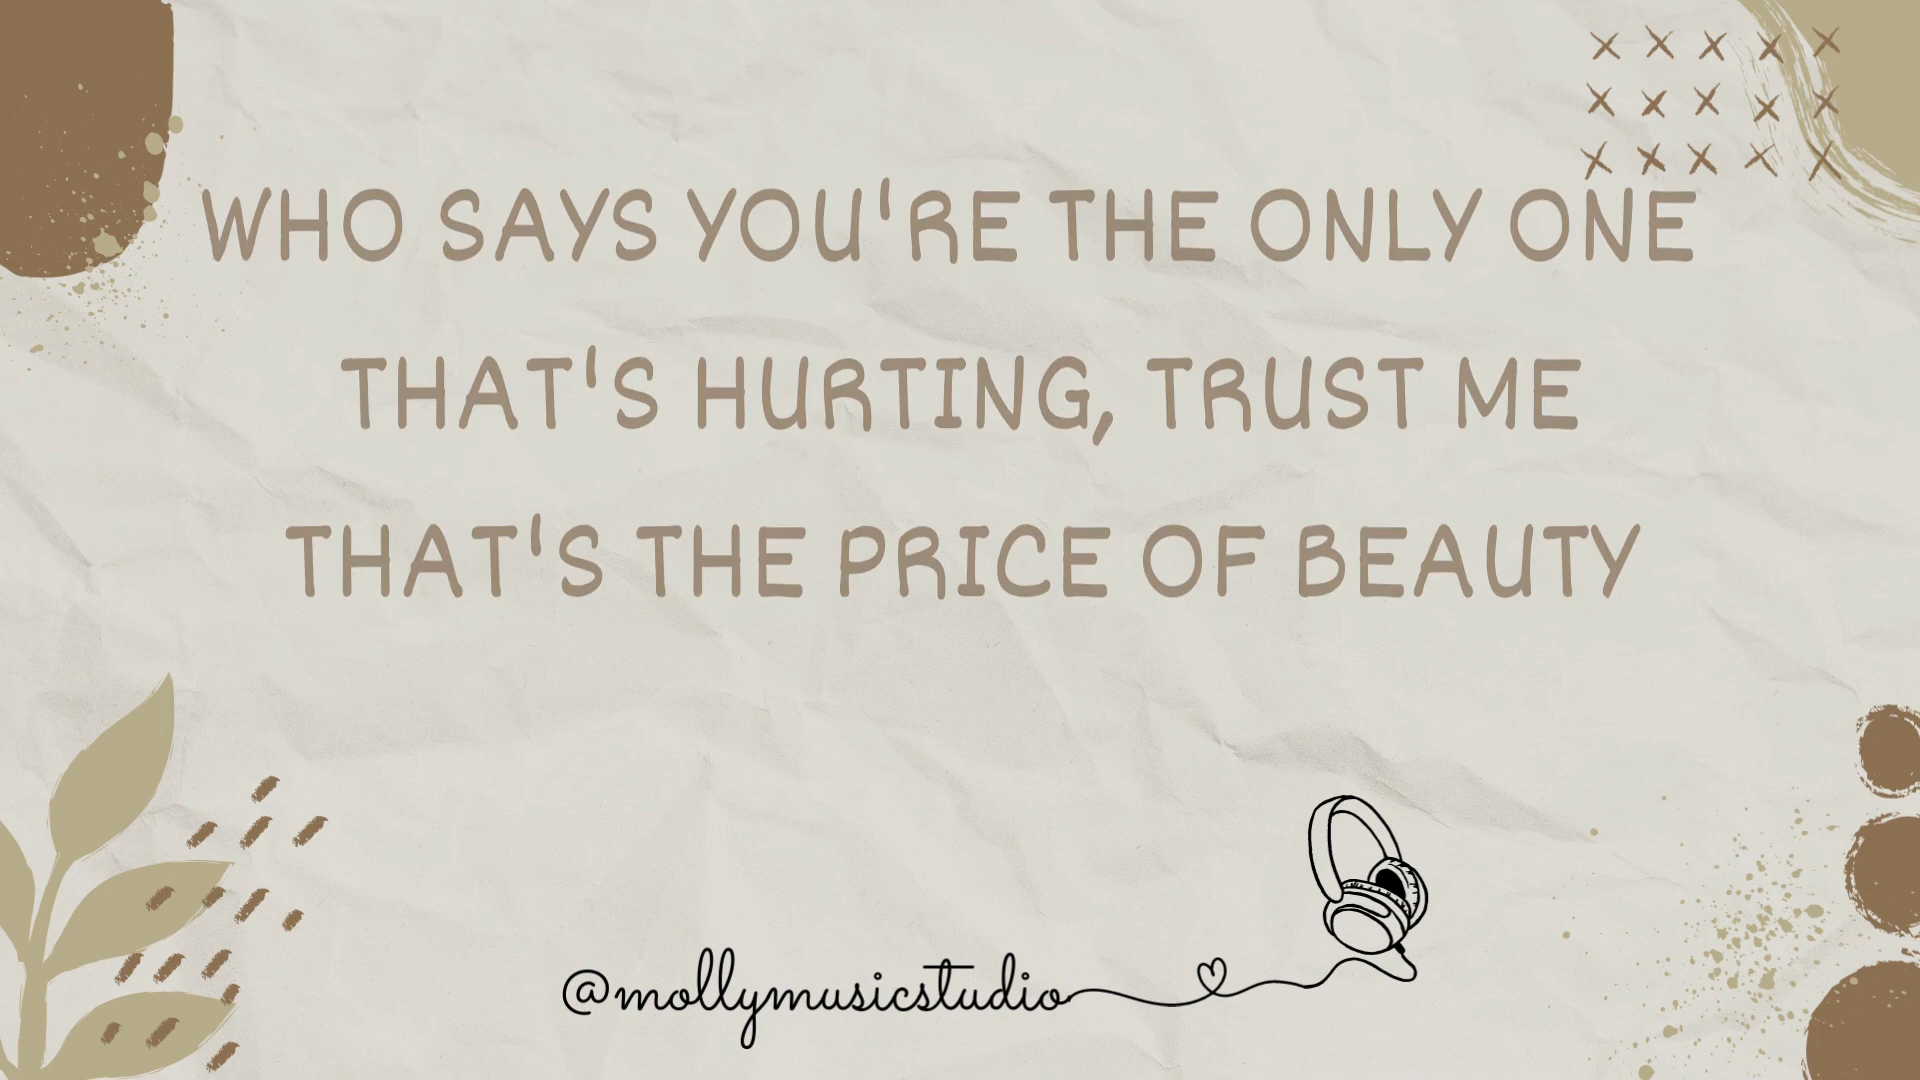 WHO SAYS YOU'RE THE ONLY ONE
THAT'S HURTING, TRUST ME
THAT'S THE PRICE OF BEAUTY
@mollymusicstudio